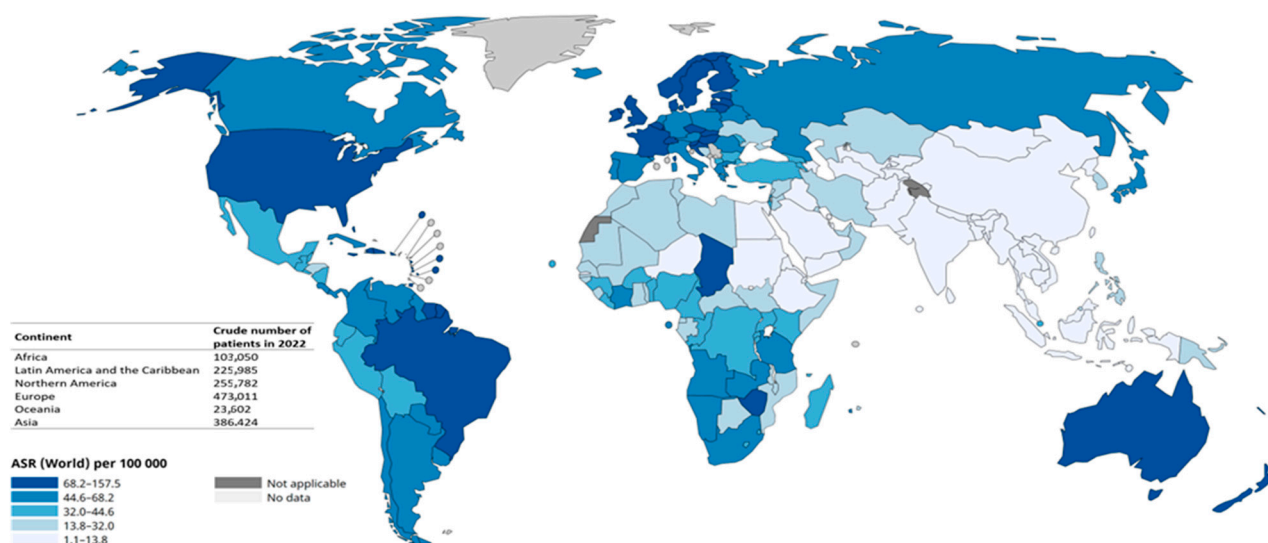 Continent Crude number of
patients in 2022
Africa 103,050
Latin America and the Caribbean 225,985
Northern America 255,782
Europe 473,011
Oceania 23,602
Asia 386.424
ASR (World) per 100 000
68.2–157.5 Not applicable
44.6–68.2 No data
32.0–44.6
13.8–32.0
1.1–13.8